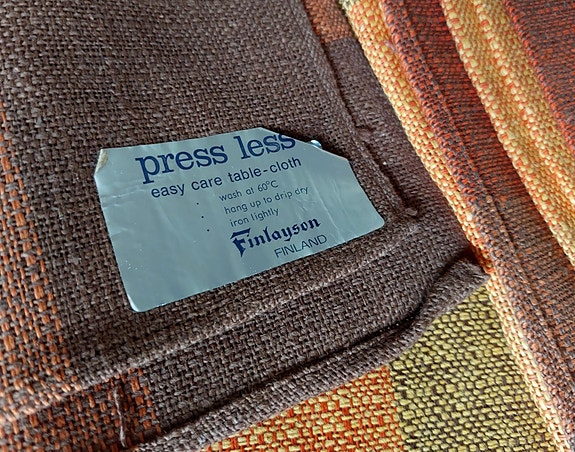 press less
easy care table-cloth
wash at 60°C
hang up to drip dry
iron lightly
Finlayson
FINLAND